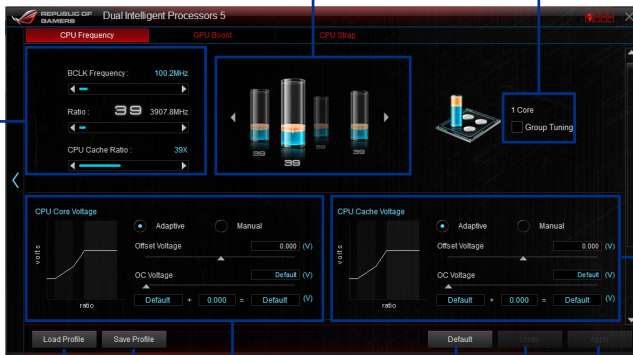 REPUBLIC OF
GAMERS
Dual Intelligent Processors 5
CPU Frequency
CPU Boost
CPU Strap
BCLK Frequency :
100.2MHz
Ratio :
39
3907.8MHz
CPU Cache Ratio :
39X
39
39
39
39
1 Core
Group Tuning
CPU Core Voltage
Adaptive
Manual
volts
Offset Voltage
0.000 (V)
OC Voltage
Default (V)
Default + 0.000 = Default (V)
ratio
CPU Cache Voltage
Adaptive
Manual
volts
Offset Voltage
0.000 (V)
OC Voltage
Default (V)
Default + 0.000 = Default (V)
ratio
Load Profile
Save Profile
Default
Undo
Apply